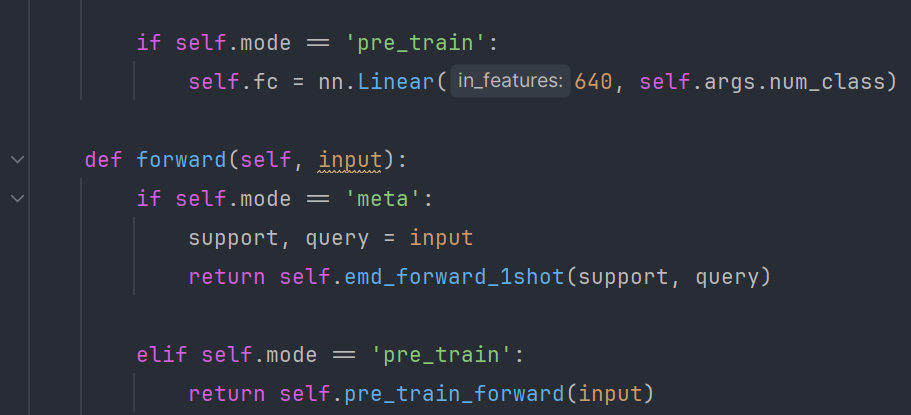 if self.mode == 'pre_train':
self.fc = nn.Linear( in_features: 640, self.args.num_class)
def forward(self, input):
if self.mode == 'meta':
support, query = input
return self.emd_forward_1shot(support, query)
elif self.mode == 'pre_train':
return self.pre_train_forward(input)